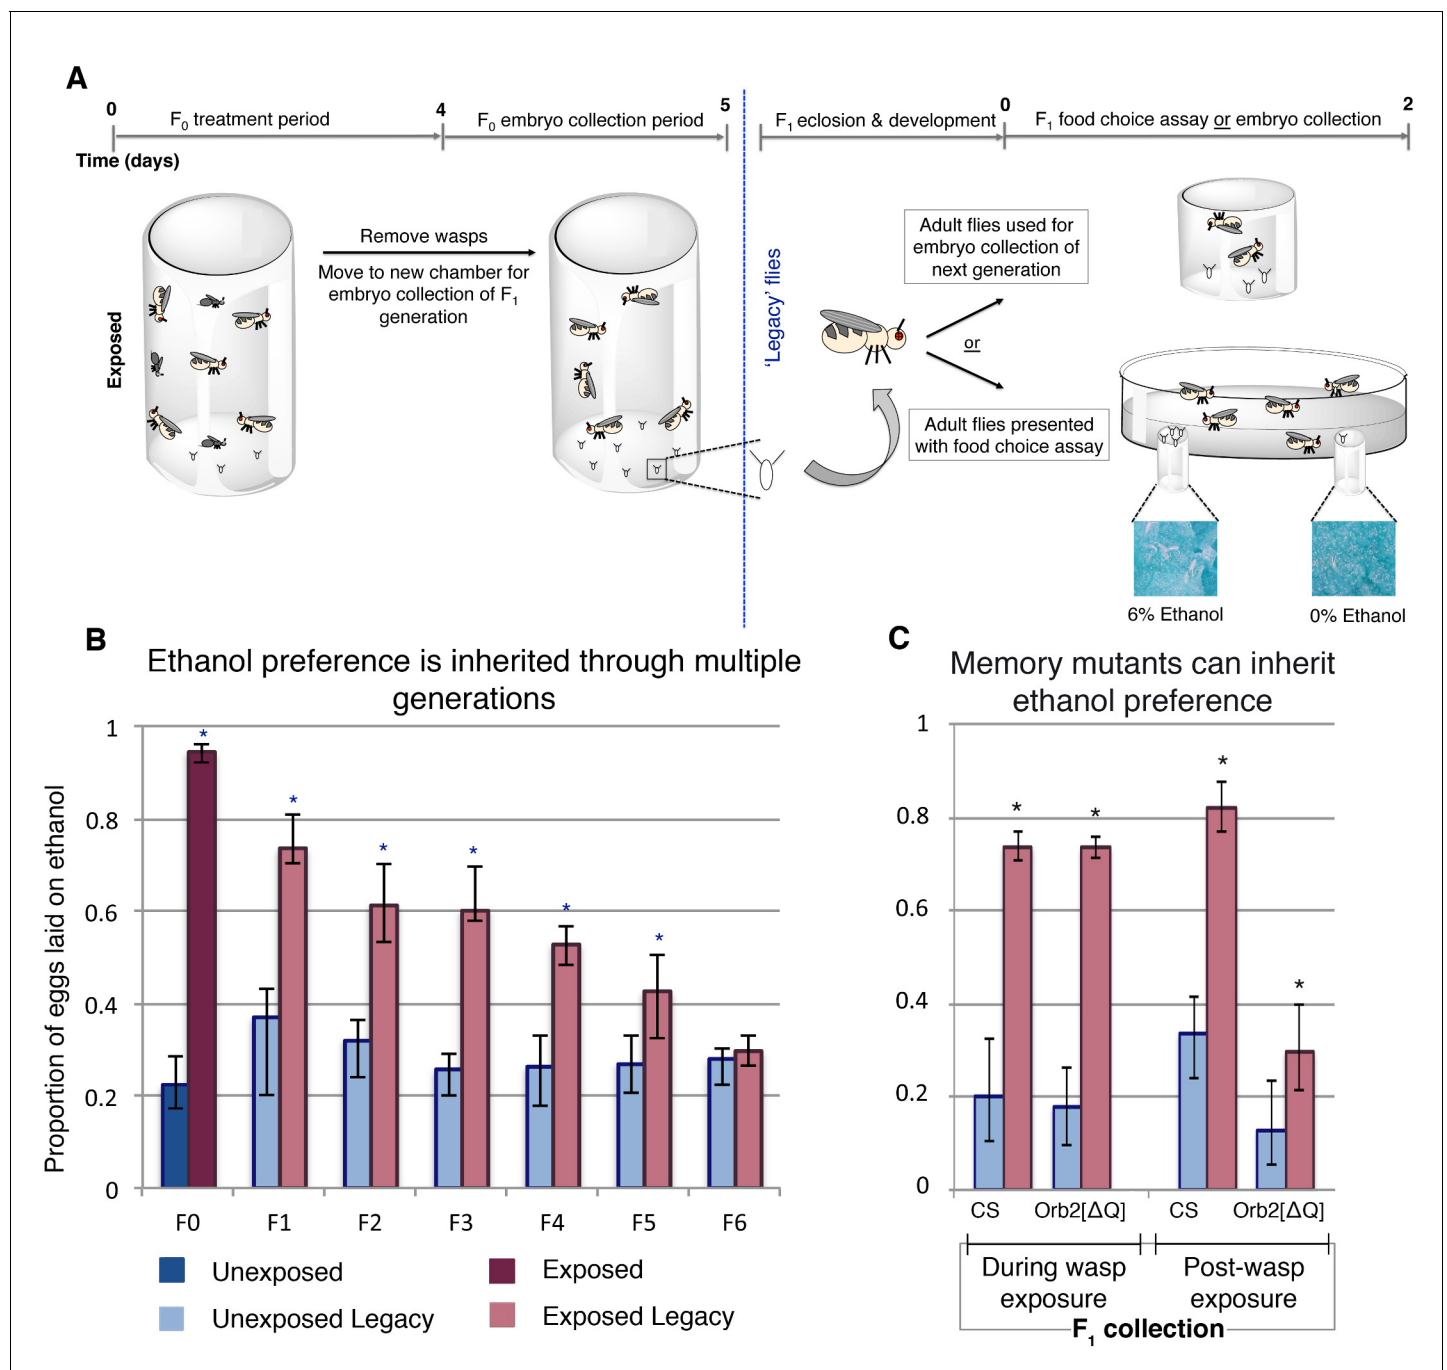 A
0
F0 treatment period
4
F0 embryo collection period
5
F1 eclosion & development
0
F1 food choice assay or embryo collection
2
Time (days)
Exposed
Remove wasps
Move to new chamber for
embryo collection of F1
generation
'Legacy' flies
Adult flies used for
embryo collection of
next generation
or
Adult flies presented
with food choice assay
6% Ethanol
0% Ethanol
B
Ethanol preference is inherited through multiple
generations
Proportion of eggs laid on ethanol
1
0.8
0.6
0.4
0.2
0
*
*
*
*
*
*
F0
F1
F2
F3
F4
F5
F6
Unexposed
Exposed
Unexposed Legacy
Exposed Legacy
C
Memory mutants can inherit
ethanol preference
1
0.8
0.6
0.4
0.2
0
*
*
*
*
CS
Orb2[ΔQ]
CS
Orb2[ΔQ]
During wasp
exposure
Post-wasp
exposure
F1 collection